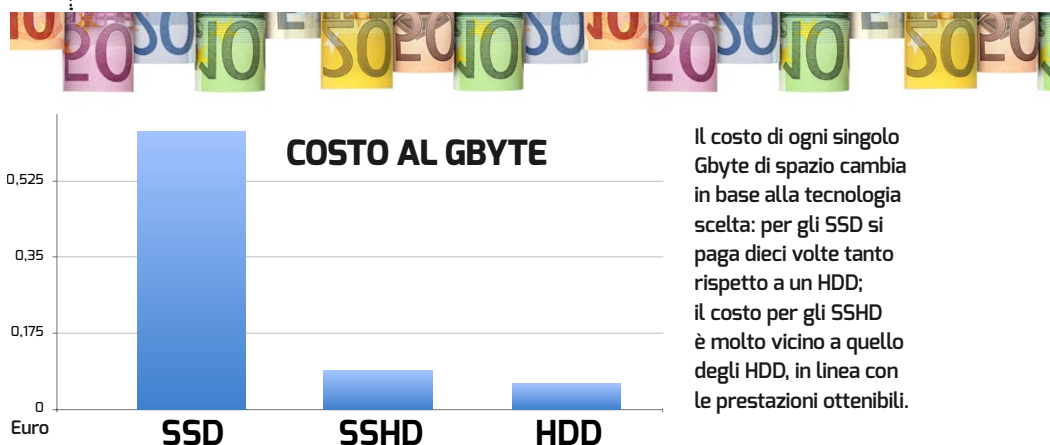 COSTO AL GBYTE
0,525
0,35
0,175
0
Euro
SSD
SSHD
HDD
Il costo di ogni singolo
Gbyte di spazio cambia
in base alla tecnologia
scelta: per gli SSD si
paga dieci volte tanto
rispetto a un HDD;
il costo per gli SSHD
è molto vicino a quello
degli HDD, in linea con
le prestazioni ottenibili.